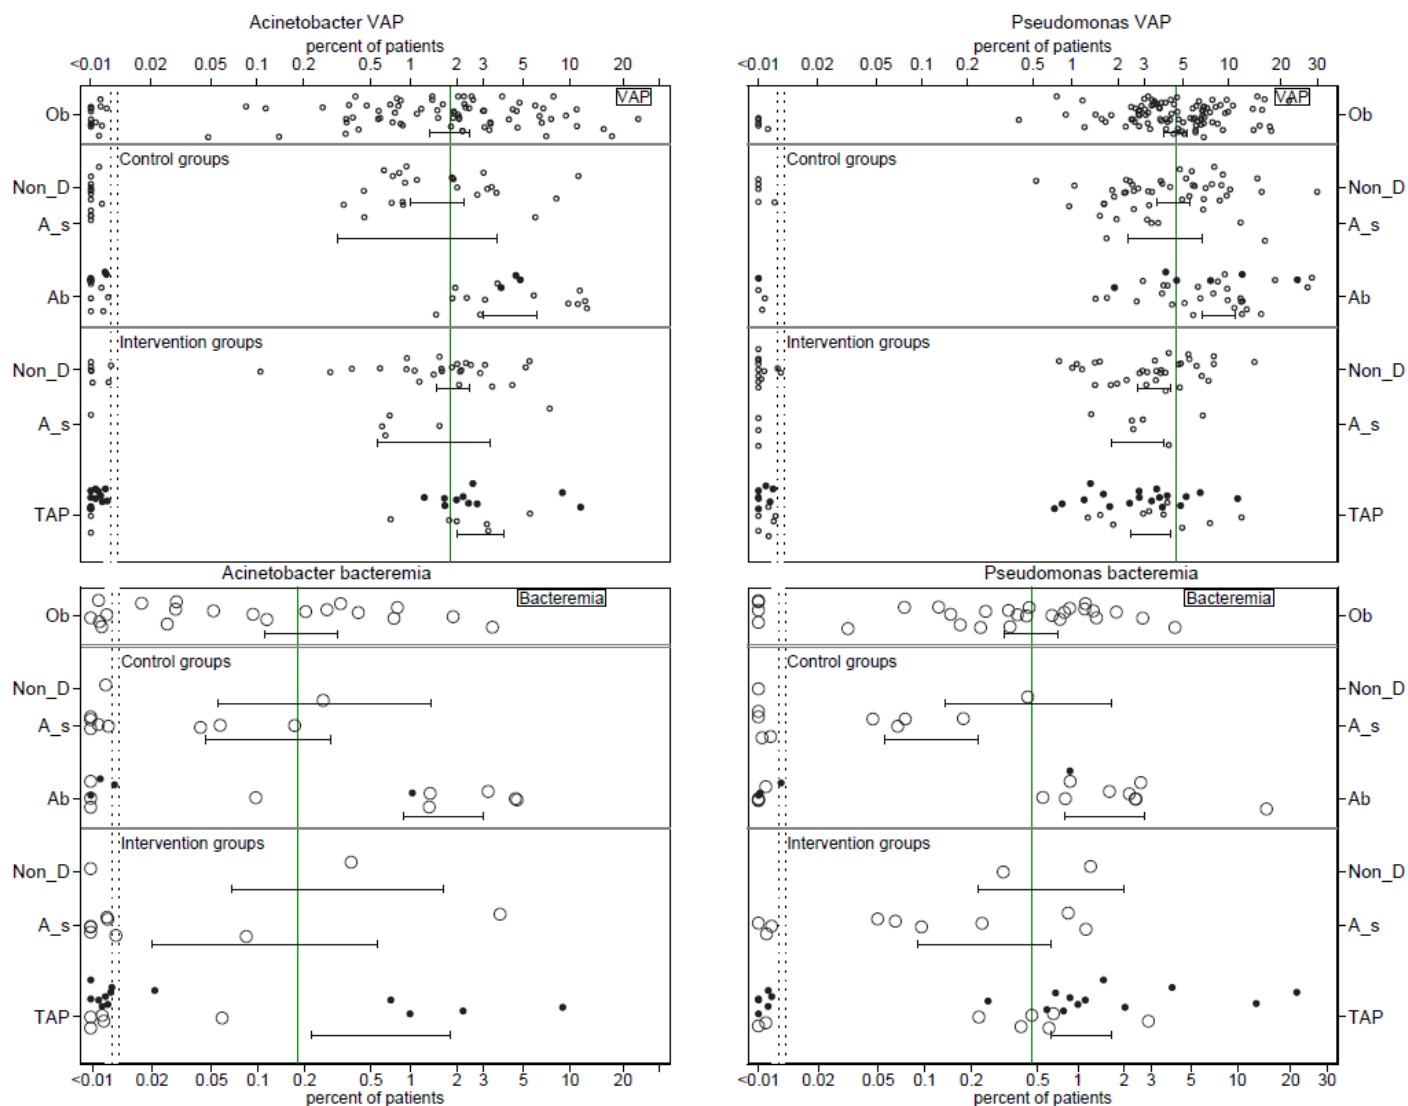 Acinetobacter VAP
percent of patients
<0.01 0.02 0.05 0.1 0.2 0.5 1 2 3 5 10 20
VAP
Ob
Control groups
Non_D
A_s
Ab
Intervention groups
Non_D
A_s
TAP
Pseudomonas VAP
percent of patients
<0.01 0.02 0.05 0.1 0.2 0.5 1 2 3 5 10 20 30
VAP
Ob
Control groups
Non_D
A_s
Ab
Intervention groups
Non_D
A_s
TAP
Acinetobacter bacteremia
Bacteremia
Ob
Control groups
Non_D
A_s
Ab
Intervention groups
Non_D
A_s
TAP
<0.01 0.02 0.05 0.1 0.2 0.5 1 2 3 5 10 20
percent of patients
Pseudomonas bacteremia
Bacteremia
Ob
Control groups
Non_D
A_s
Ab
Intervention groups
Non_D
A_s
TAP
<0.01 0.02 0.05 0.1 0.2 0.5 1 2 3 5 10 20 30
percent of patients